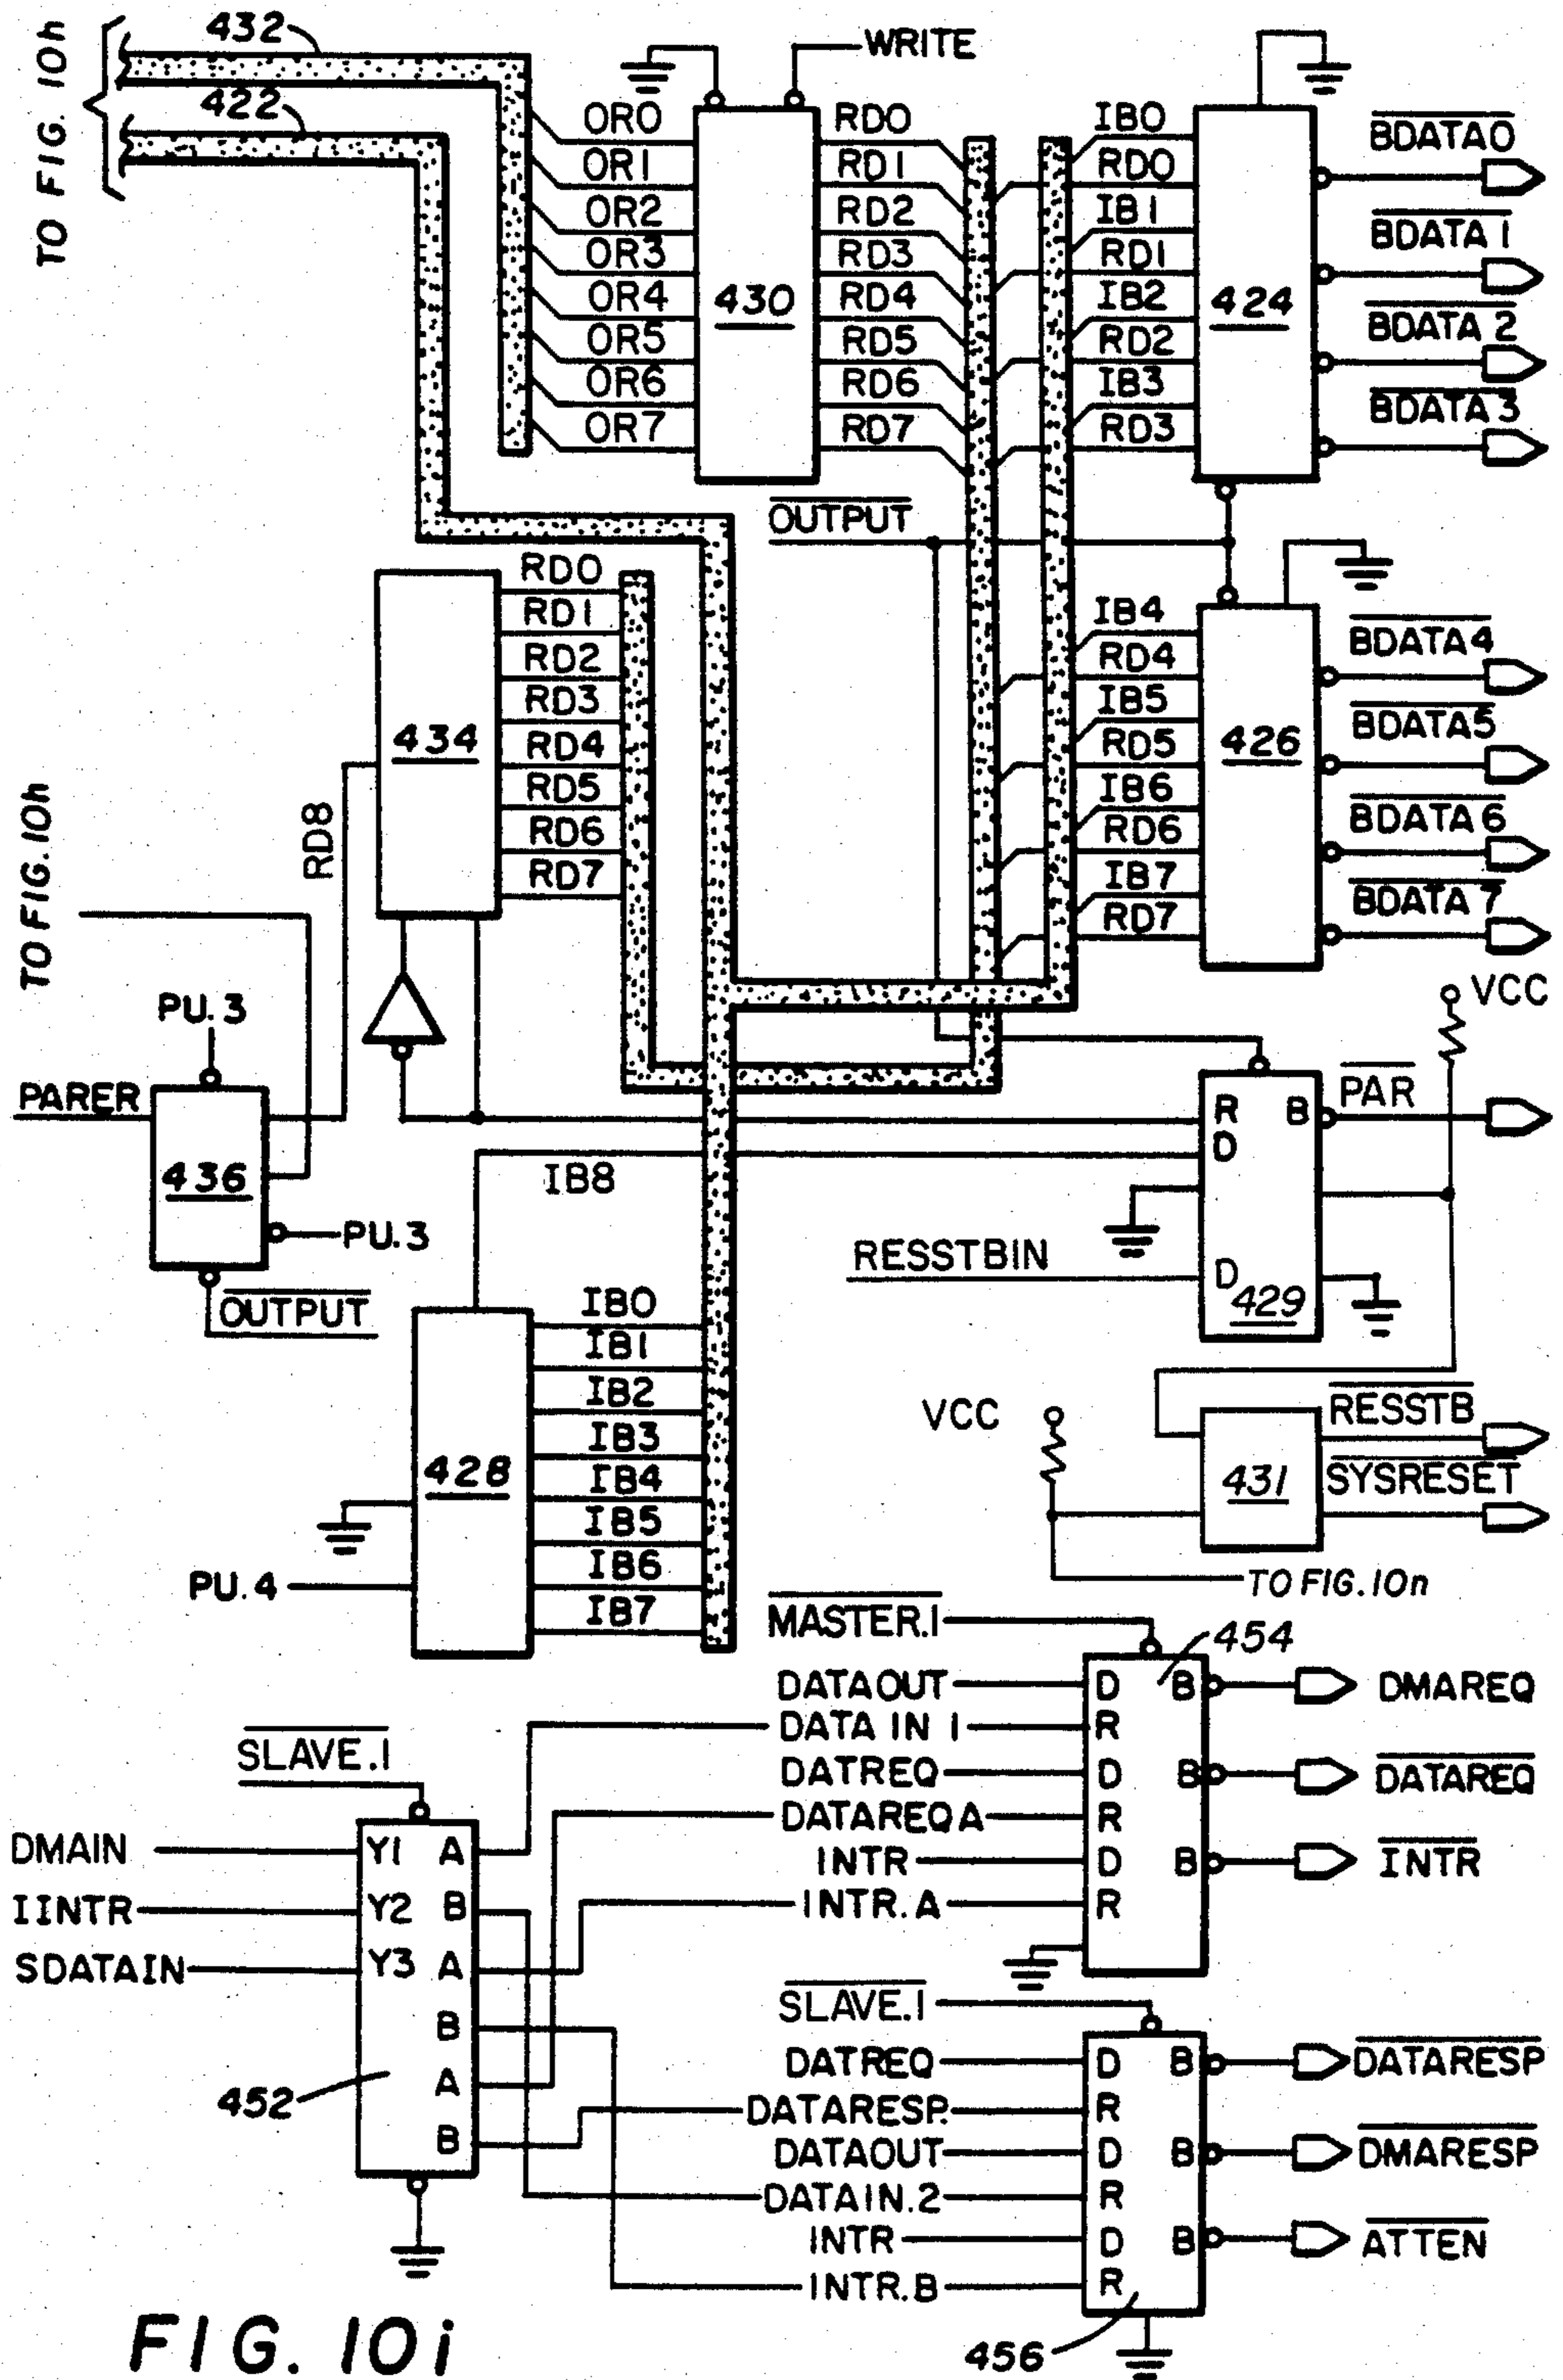 TO FIG. 10h
432
422
WRITE
OR0
OR1
OR2
OR3
OR4
OR5
OR6
OR7
430
RD0
RD1
RD2
RD3
RD4
RD5
RD6
RD7
IB0
RD0
IB1
RD1
IB2
RD2
IB3
RD3
424
BDATA0
BDATA1
BDATA2
BDATA3
OUTPUT
RD0
RD1
RD2
RD3
RD4
RD5
RD6
RD7
434
RD8
IB4
RD4
IB5
RD5
IB6
RD6
IB7
RD7
426
BDATA4
BDATA5
BDATA6
BDATA7
TO FIG. 10h
PU.3
PARER
436
PU.3
OUTPUT
VCC
R B
D
D
429
PAR
IB8
RESSTBIN
IB0
IB1
IB2
IB3
IB4
IB5
IB6
IB7
428
PU.4
VCC
431
RESSTB
SYSRESET
TO FIG. 10n
MASTER.1
454
DATAOUT D B DMAREQ
DATA IN 1 R
DATREQ D B DATAREQ
DATAREQA R
INTR D B INTR
INTR.A R
SLAVE.1
DMAIN Y1 A
IINTR Y2 B
SDATAIN Y3 A
B
A
B
452
SLAVE.1
DATREQ D B DATARESP
DATARESP. R
DATAOUT D B DMARESP
DATAIN.2 R
INTR D B ATTEN
INTR.B R
456
FIG. 10i